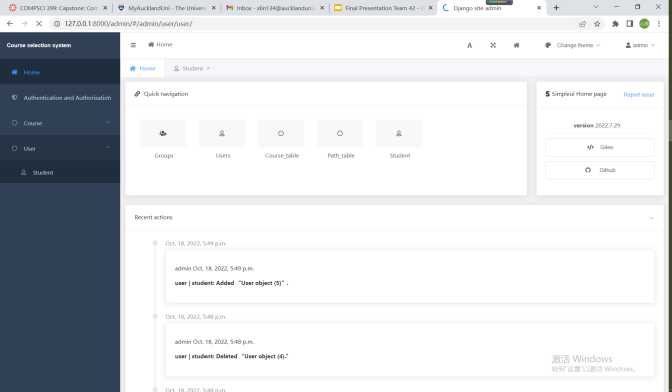 COMPSCI 399: Capstone: Com
MyAucklandUni - The Universi
Inbox - xlin134@aucklanduni
Final Presentation Team 42 -
Django site admin
127.0.0.1:8000/admin/#/admin/user/user/
Course selection system
Home
Change theme
admin
Home
Authentication and Authorization
Course
User
Student
Home
Student
Quick navigation
Groups
Users
Course_table
Path_table
Student
Simpleui Home page
Report issue
version 2022.7.29
Gitee
Github
Recent actions
Oct. 18, 2022, 5:49 p.m.
admin Oct. 18, 2022, 5:49 p.m.
user | student: Added “User object (5)” .
Oct. 18, 2022, 5:48 p.m.
admin Oct. 18, 2022, 5:48 p.m.
user | student: Deleted “User object (4).”
Oct. 18, 2022, 5:48 p.m.
激活 Windows
转到"设置"以激活 Windows。